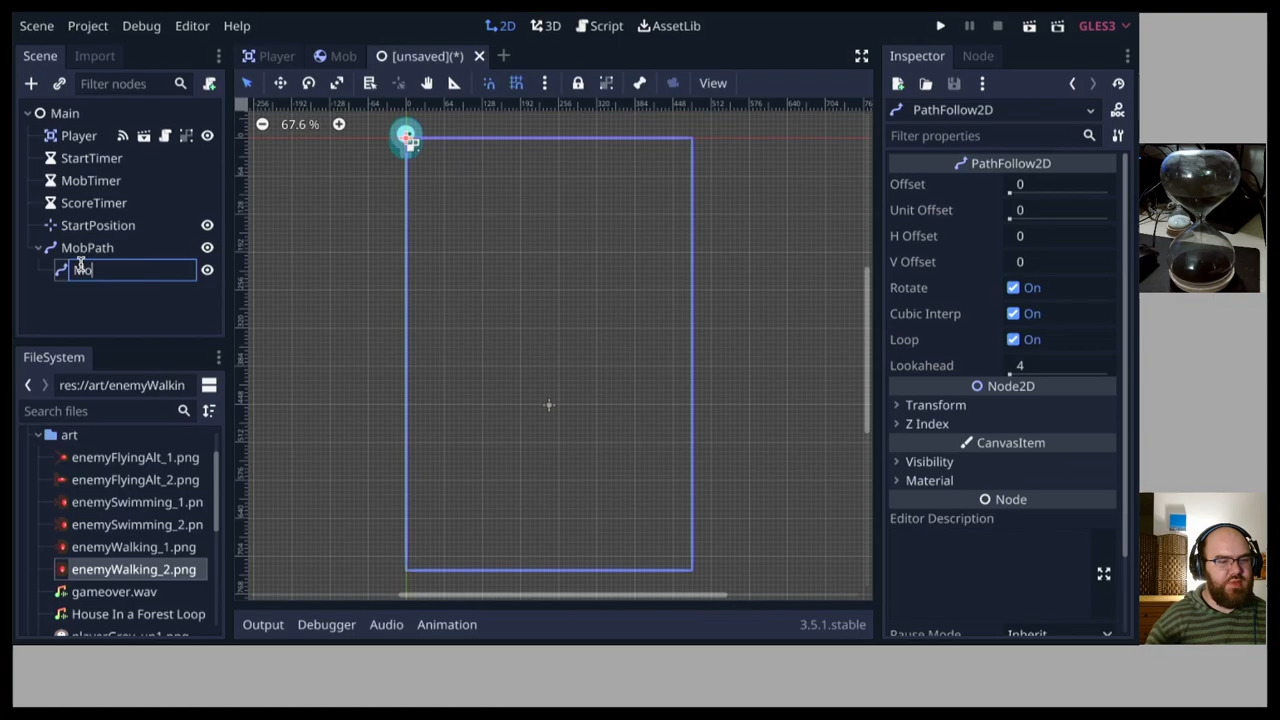 Scene Project Debug Editor Help 2D 3D Script AssetLib GLES3
Scene Import Player Mob [unsaved](*) Inspector Node
Filter nodes View
Main 67.6 % PathFollow2D
Player Filter properties
StartTimer PathFollow2D
MobTimer Offset 0
ScoreTimer Unit Offset 0
StartPosition H Offset 0
MobPath V Offset 0
Mo Rotate On
Cubic Interp On
Loop On
FileSystem Lookahead 4
res://art/enemyWalkin Node2D
Search files Transform
art Z Index
enemyFlyingAlt_1.png CanvasItem
enemyFlyingAlt_2.png Visibility
enemySwimming_1.pn Material
enemySwimming_2.pn Node
enemyWalking_1.png Editor Description
enemyWalking_2.png
gameover.wav
House In a Forest Loop
playerGrey_up1.png Pause Mode Inherit
Output Debugger Audio Animation 3.5.1.stable